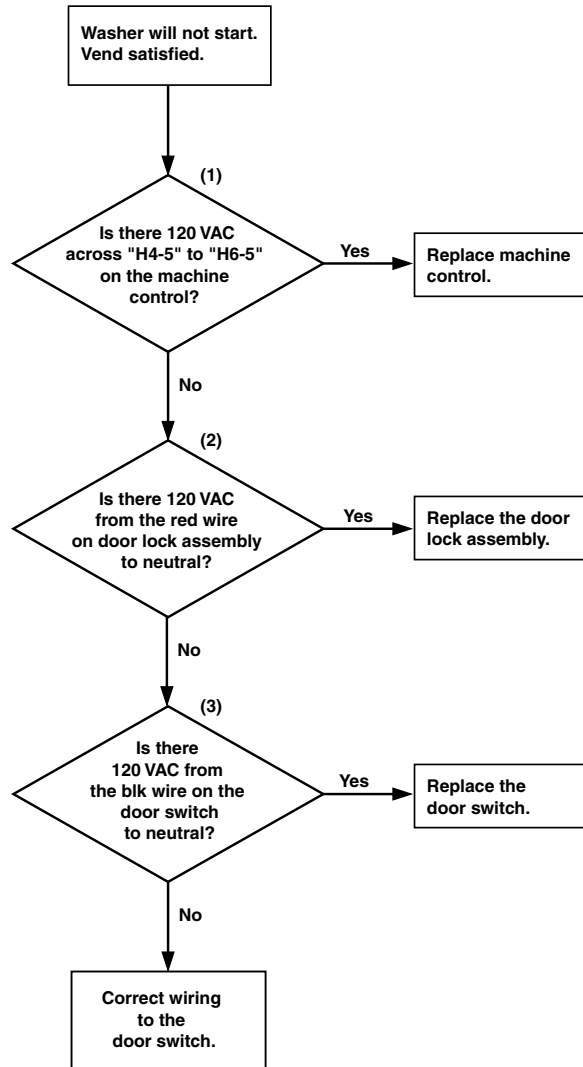 Washer will not start.
Vend satisfied.
(1)
Is there 120 VAC
across "H4-5" to "H6-5"
on the machine
control?
Yes
Replace machine
control.
No
(2)
Is there 120 VAC
from the red wire
on door lock assembly
to neutral?
Yes
Replace the door
lock assembly.
No
(3)
Is there
120 VAC from
the blk wire on the
door switch
to neutral?
Yes
Replace the
door switch.
No
Correct wiring
to the
door switch.